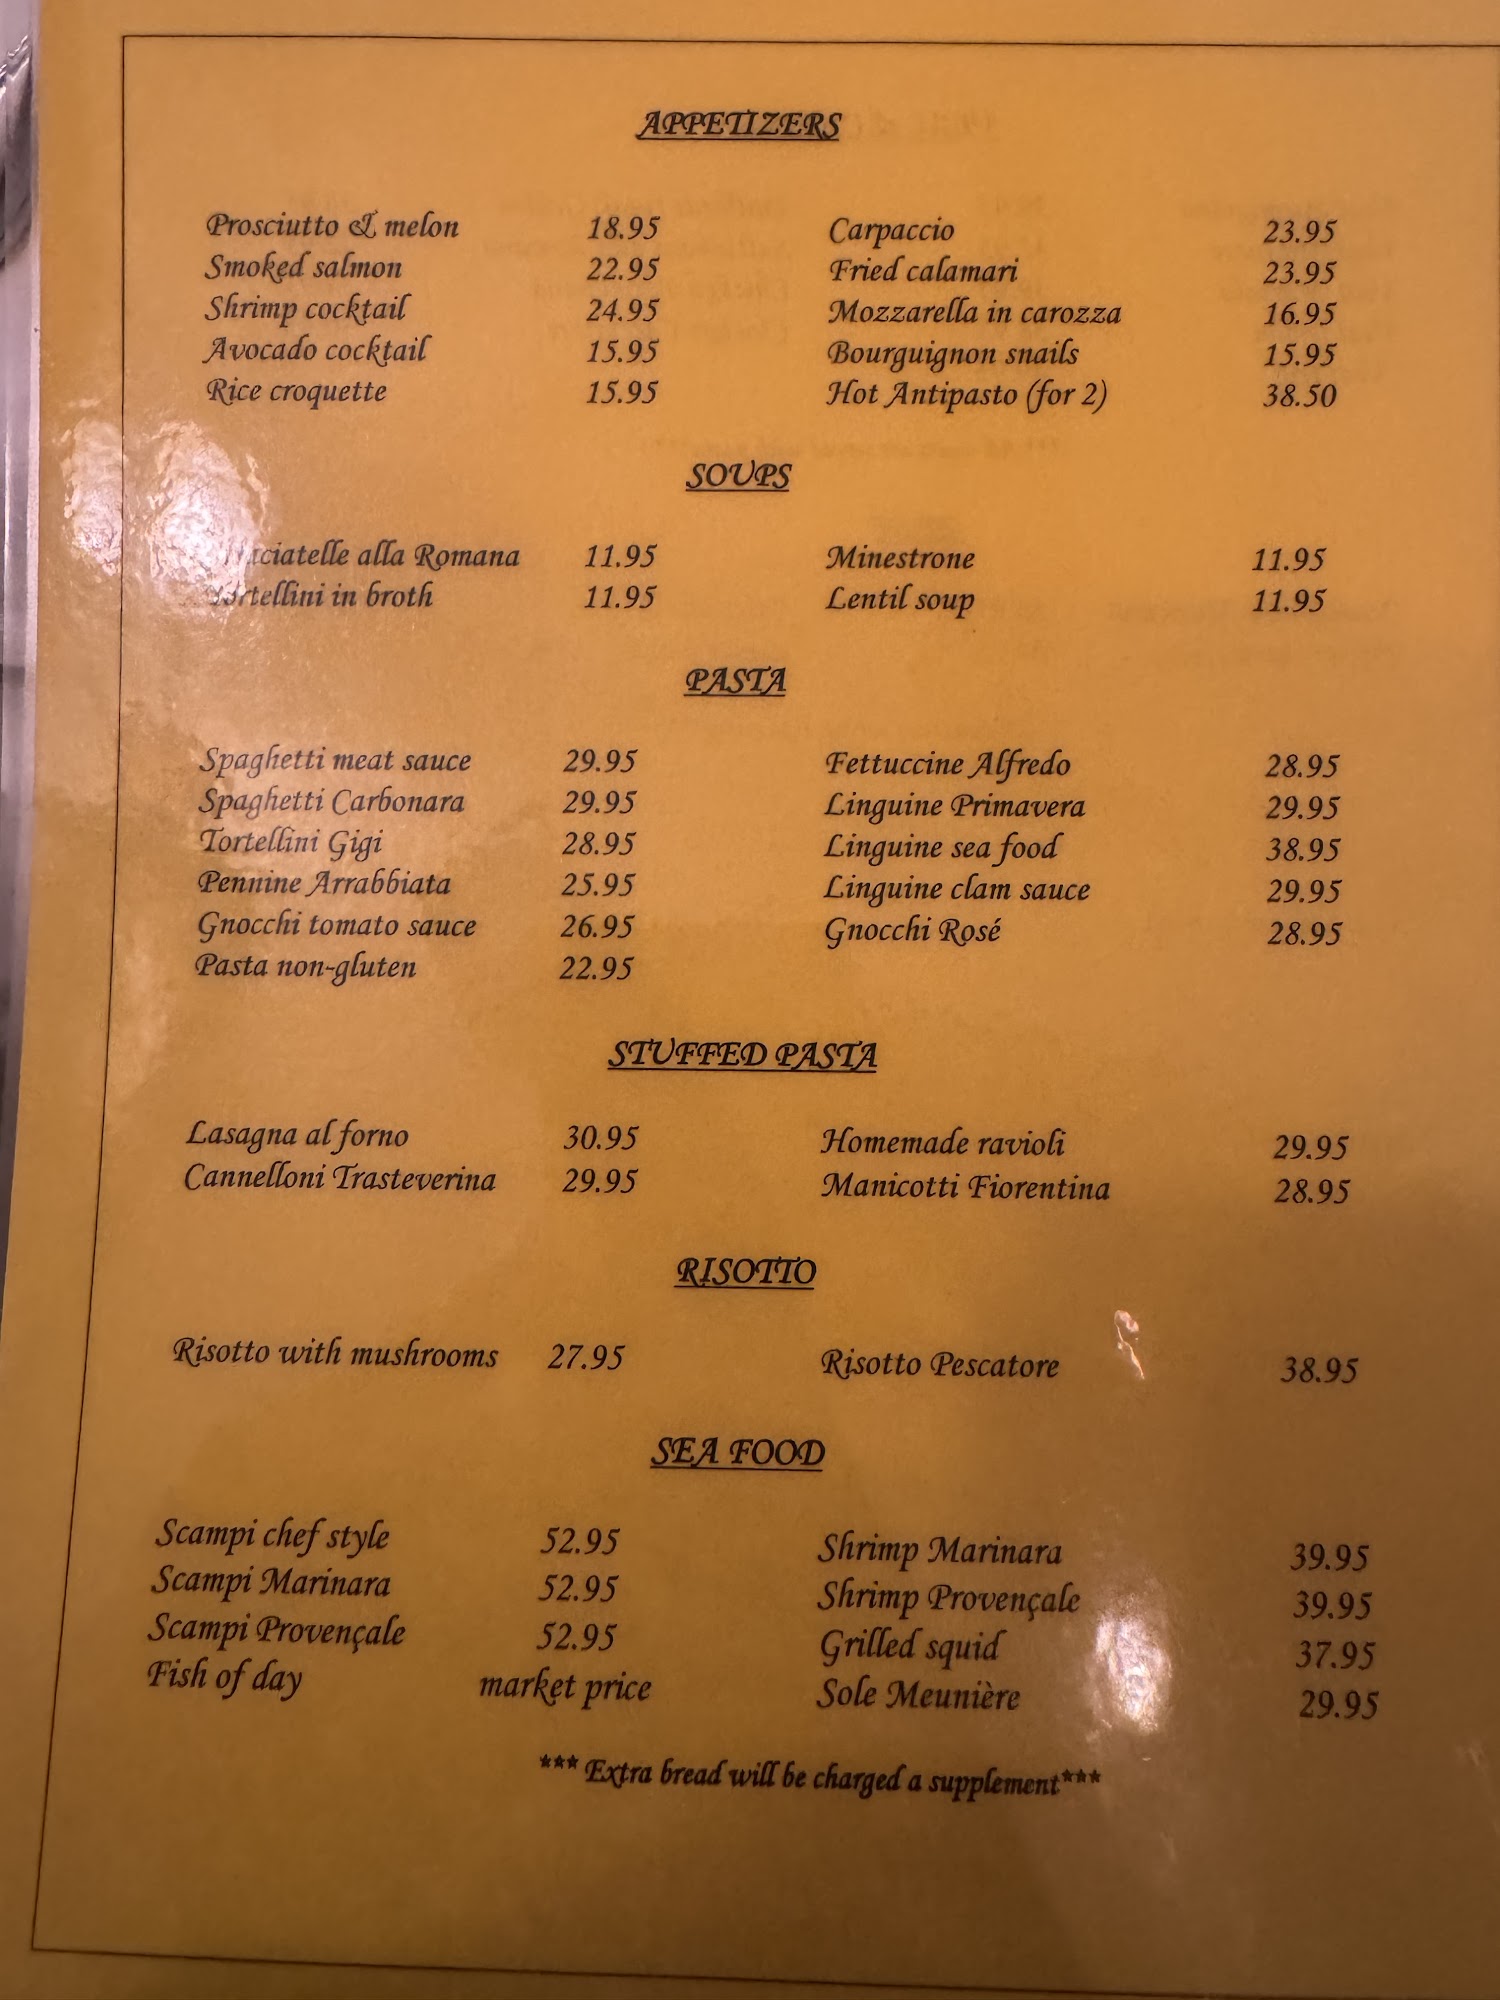 APPETIZERS
Prosciutto & melon 18.95 Carpaccio 23.95
Smoked salmon 22.95 Fried calamari 23.95
Shrimp cocktail 24.95 Mozzarella in carozza 16.95
Avocado cocktail 15.95 Bourguignon snails 15.95
Rice croquette 15.95 Hot Antipasto (for 2) 38.50
SOUPS
alla Romana 11.95 Minestrone 11.95
Tortellini in broth 11.95 Lentil soup 11.95
PASTA
Spaghetti meat sauce 29.95 Fettuccine Alfredo 28.95
Spaghetti Carbonara 29.95 Linguine Primavera 29.95
Tortellini Gigi 28.95 Linguine sea food 38.95
Pennine Arrabbiata 25.95 Linguine clam sauce 29.95
Gnocchi tomato sauce 26.95 Gnocchi Rosé 28.95
Pasta non-gluten 22.95
STUFFED PASTA
Lasagna al forno 30.95 Homemade ravioli 29.95
Cannelloni Trasteverina 29.95 Manicotti Fiorentina 28.95
RISOTTO
Risotto with mushrooms 27.95 Risotto Pescatore 38.95
SEA FOOD
Scampi chef style 52.95 Shrimp Marinara 39.95
Scampi Marinara 52.95 Shrimp Provençale 39.95
Scampi Provençale 52.95 Grilled squid 37.95
Fish of day market price Sole Meunière 29.95
*** Extra bread will be charged a supplement***